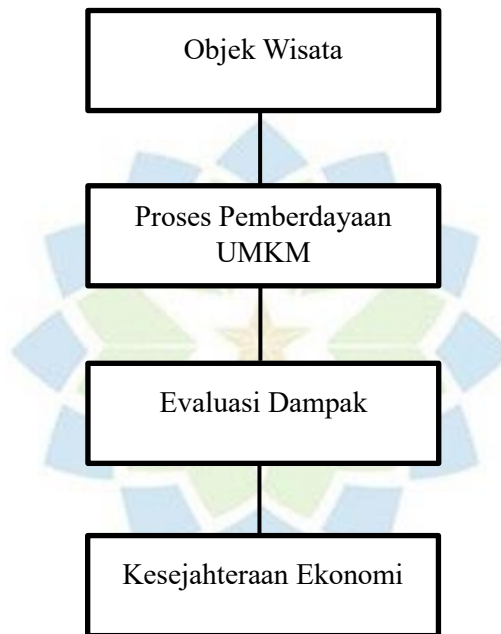 Objek Wisata
Proses Pemberdayaan
UMKM
Evaluasi Dampak
Kesejahteraan Ekonomi